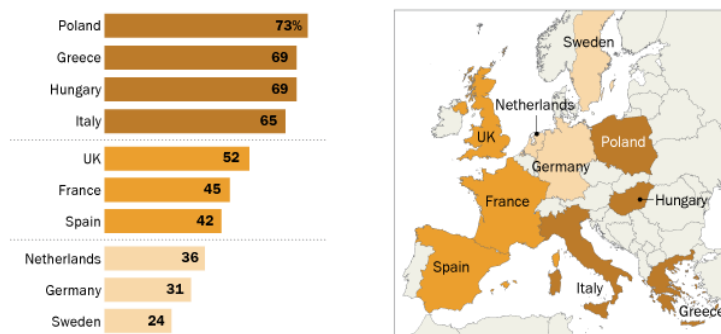 Poland 73%
Greece 69
Hungary 69
Italy 65
UK 52
France 45
Spain 42
Netherlands 36
Germany 31
Sweden 24
Sweden
Netherlands
UK
Poland
Germany
France
Hungary
Spain
Italy
Greece